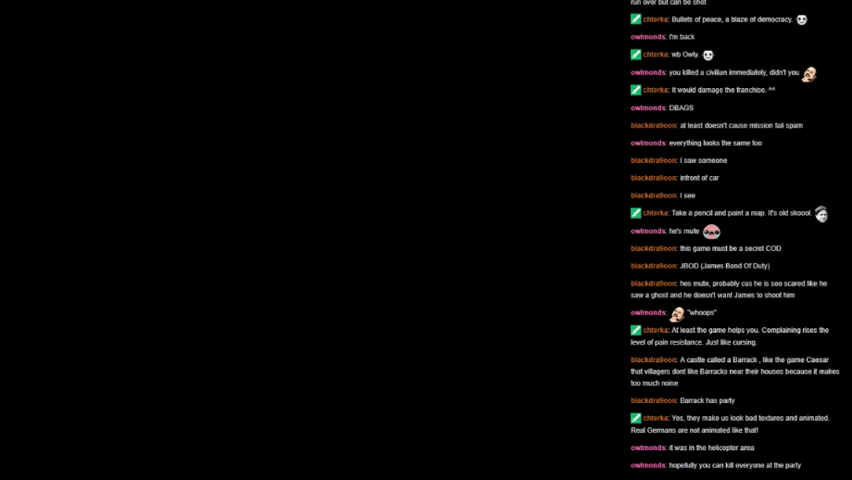 run over but can be shot
chterka: Bullets of peace, a blaze of democracy.
owlmonds: i'm back
chterka: wb Owly.
owlmonds: you killed a civilian immediately, didn't you
chterka: It would damage the franchise. ^^
owlmonds: DBAGS
blackdra9oon: at least doesn't cause mission fail spam
owlmonds: everything looks the same too
blackdra9oon: I saw someone
blackdra9oon: infront of car
blackdra9oon: I see
chterka: Take a pencil and paint a map. It's old skoool.
owlmonds: he's mute
blackdra9oon: this game must be a secret COD
blackdra9oon: JBOD (James Bond Of Duty)
blackdra9oon: hes mute, probably cus he is soo scared like he
saw a ghost and he doesn't want James to shoot him
owlmonds: "whoops"
chterka: At least the game helps you. Complaining rises the
level of pain resistance. Just like cursing.
blackdra9oon: A castle called a Barrack , like the game Caesar
that villagers dont like Barracks near their houses because it makes
too much noise
blackdra9oon: Barrack has party
chterka: Yes, they make us look bad textures and animated.
Real Germans are not animated like that!
owlmonds: it was in the helicopter area
owlmonds: hopefully you can kill everyone at the party